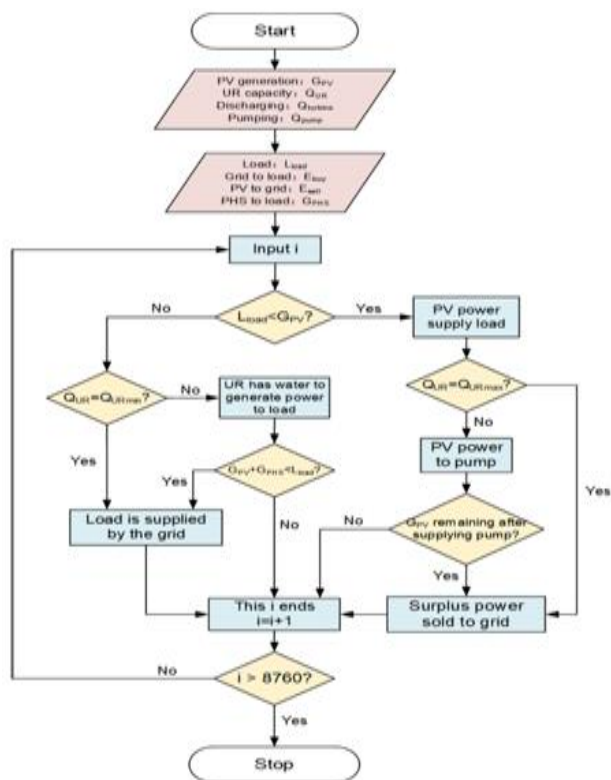 Start
PV generation: G_PV
UR capacity: Q_UR
Discharging: Q_turbine
Pumping: Q_pump
Load: L_load
Grid to load: E_buy
PV to grid: E_sell
PHS to load: G_PHS
Input i
No
L_load<G_PV?
Yes
PV power
supply load
Q_UR=Q_URmin?
No
UR has water to
generate power
to load
Q_UR=Q_URmax?
No
Yes
Yes
G_PV+G_PHS<L_load?
Yes
No
PV power
to pump
Load is supplied
by the grid
No
G_PV remaining after
supplying pump?
Yes
This i ends
i=i+1
Surplus power
sold to grid
No
i > 8760?
Yes
Stop